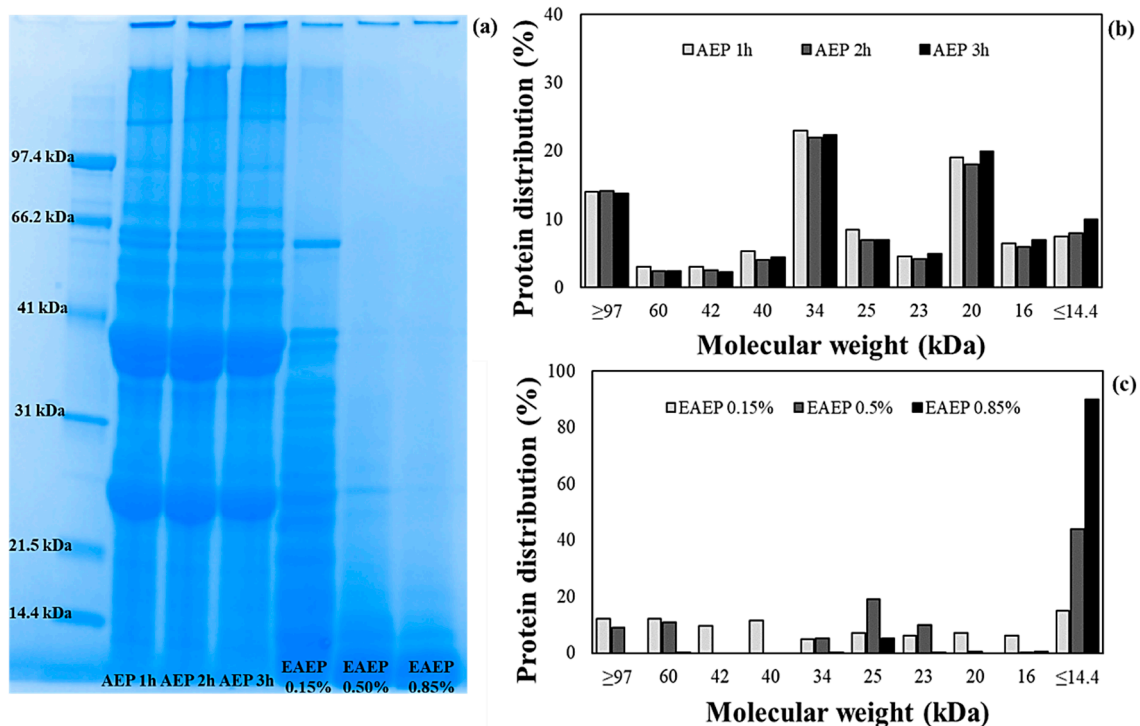 (a)
97.4 kDa
66.2 kDa
41 kDa
31 kDa
21.5 kDa
14.4 kDa
AEP 1h AEP 2h AEP 3h EAEP 0.15% EAEP 0.50% EAEP 0.85%
(b)
Protein distribution (%)
40
30
20
10
0
AEP 1h AEP 2h AEP 3h
≥97 60 42 40 34 25 23 20 16 ≤14.4
Molecular weight (kDa)
(c)
Protein distribution (%)
100
80
60
40
20
0
EAEP 0.15% EAEP 0.5% EAEP 0.85%
≥97 60 42 40 34 25 23 20 16 ≤14.4
Molecular weight (kDa)